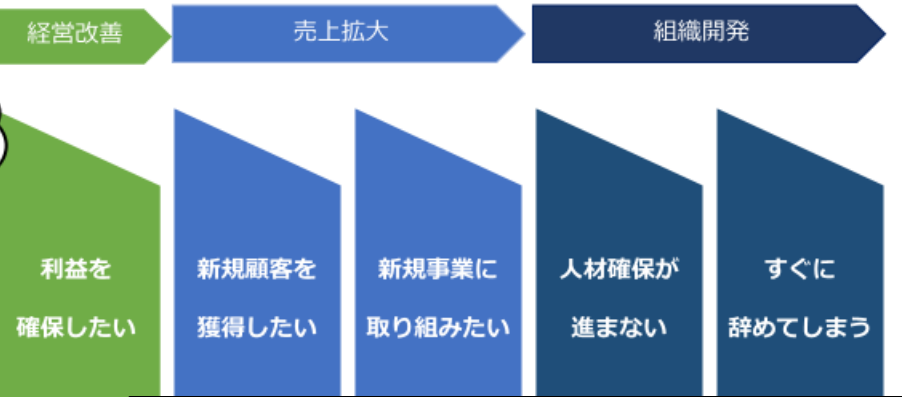 経営改善
売上拡大
組織開発
利益を
確保したい
新規顧客を
獲得したい
新規事業に
取り組みたい
人材確保が
進まない
すぐに
辞めてしまう